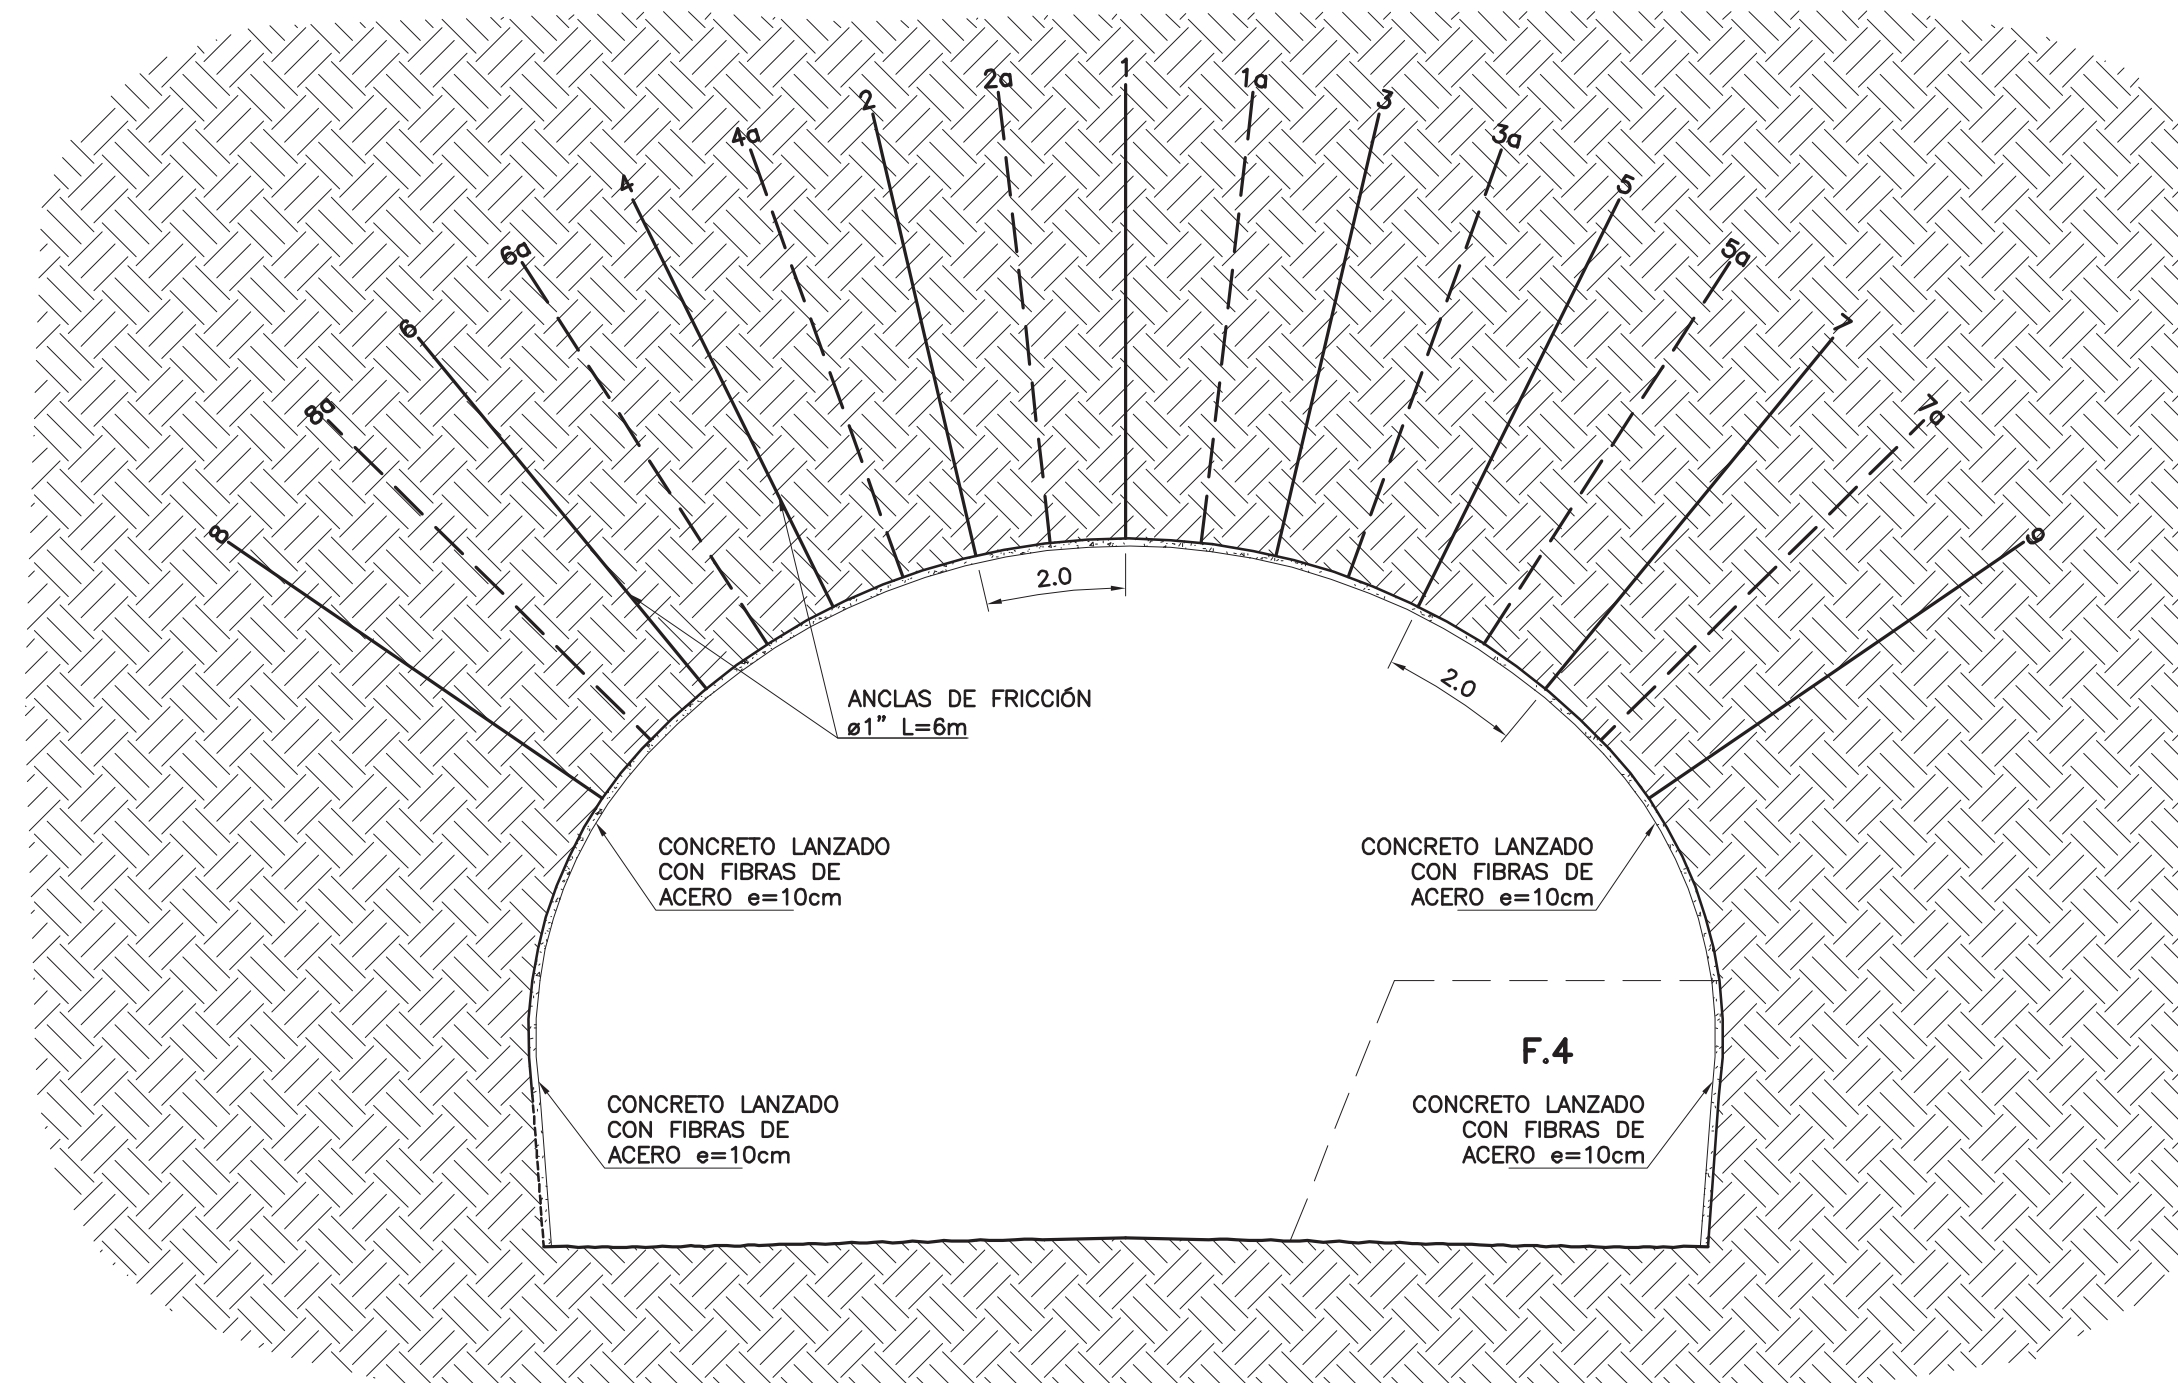 1
2a
1a
2
3
4a
3a
4
5
6a
5a
6
7
8a
7a
8
9
2.0
2.0
ANCLAS DE FRICCIÓN
ø1" L=6m
CONCRETO LANZADO
CON FIBRAS DE
ACERO e=10cm
CONCRETO LANZADO
CON FIBRAS DE
ACERO e=10cm
F.4
CONCRETO LANZADO
CON FIBRAS DE
ACERO e=10cm
CONCRETO LANZADO
CON FIBRAS DE
ACERO e=10cm